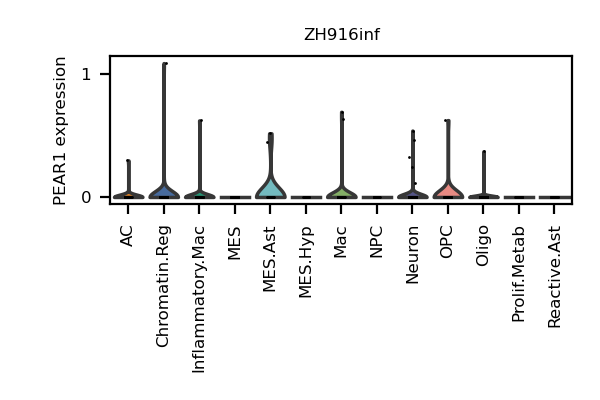 ZH916inf
PEAR1 expression
1
0
AC
Chromatin.Reg
Inflammatory.Mac
MES
MES.Ast
MES.Hyp
Mac
NPC
Neuron
OPC
Oligo
Prolif.Metab
Reactive.Ast